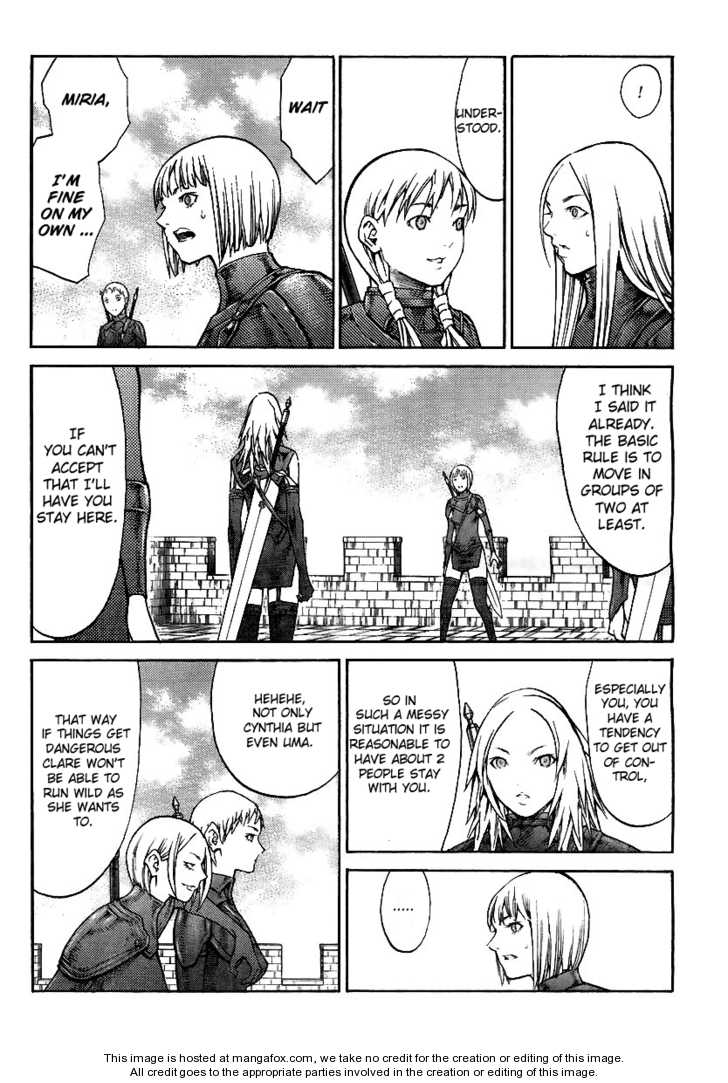 !
UNDER-
STOOD.
WAIT
MIRIA,
I'M
FINE
ON MY
OWN ...
I THINK
I SAID IT
ALREADY.
THE BASIC
RULE IS TO
MOVE IN
GROUPS OF
TWO AT
LEAST.
IF
YOU CAN'T
ACCEPT
THAT I'LL
HAVE YOU
STAY HERE.
ESPECIALLY
YOU, YOU
HAVE A
TENDENCY
TO GET OUT
OF CON-
TROL,
SO IN
SUCH A MESSY
SITUATION IT IS
REASONABLE TO
HAVE ABOUT 2
PEOPLE STAY
WITH YOU.
.....
HEHEHE,
NOT ONLY
CYNTHIA BUT
EVEN UMA.
THAT WAY
IF THINGS GET
DANGEROUS
CLARE WON'T
BE ABLE TO
RUN WILD AS
SHE WANTS
TO.
This image is hosted at mangafox.com, we take no credit for the creation or editing of this image.
All credit goes to the appropriate parties involved in the creation or editing of this image.